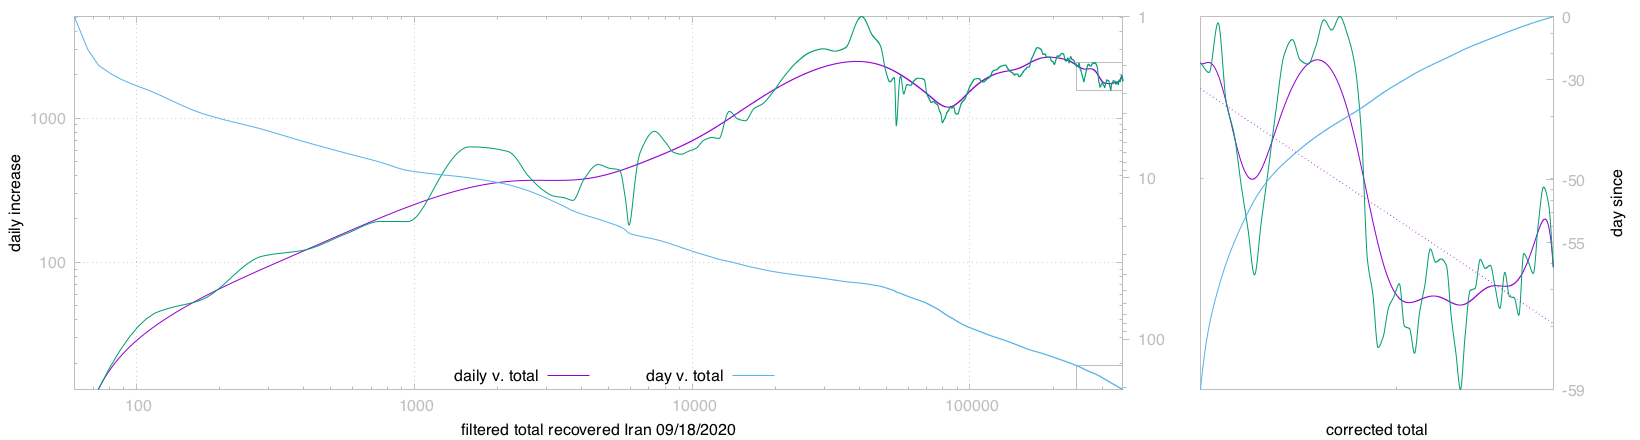 1
0
-30
1000
daily increase
10
-50
day since
-55
100
100
daily v. total
day v. total
-59
100
1000
10000
100000
filtered total recovered Iran 09/18/2020
corrected total